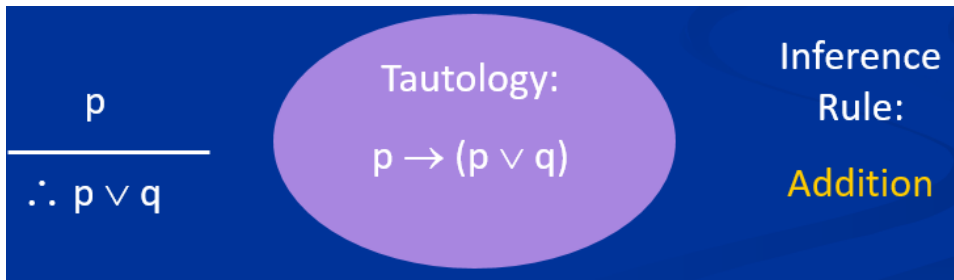 p
∴ p ∨ q
Tautology:
p → (p ∨ q)
Inference
Rule:
Addition